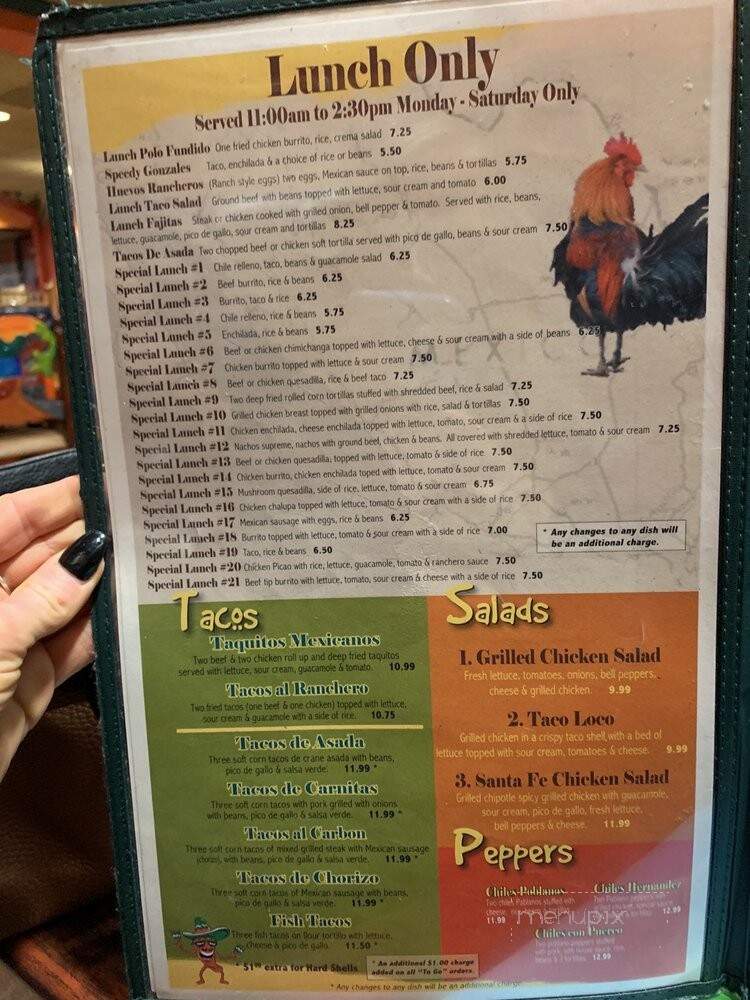 Lunch Only
Served 11:00am to 2:30pm Monday - Saturday Only
Lunch Polo Fundido One fried chicken burrito, rice, crema salad 7.25
Speedy Gonzales Taco, enchilada & a choice of rice or beans 5.50
Huevos Rancheros (Ranch style eggs) two eggs, Mexican sauce on top, rice, beans & tortillas 5.75
Lunch Taco Salad Ground beef with beans topped with lettuce, sour cream and tomato 6.00
Lunch Fajitas Steak or chicken cooked with grilled onion, bell pepper & tomato. Served with rice, beans,
lettuce, guacamole, pico de gallo, sour cream and tortillas 8.25
Tacos De Asada Two chopped beef or chicken soft tortilla served with pico de gallo, beans & sour cream 7.50
Special Lunch #1 Chile relleno, taco, beans & guacamole salad 6.25
Special Lunch #2 Beef burrito, rice & beans 6.25
Special Lunch #3 Burrito, taco & rice 6.25
Special Lunch #4 Chile relleno, rice & beans 5.75
Special Lunch #5 Enchilada, rice & beans 5.75
Special Lunch #6 Beef or chicken chimichanga topped with lettuce, cheese & sour cream with a side of beans 6.25
Special Lunch #7 Chicken burrito topped with lettuce & sour cream 7.50
Special Lunch #8 Beef or chicken quesadilla, rice & beef taco 7.25
Special Lunch #9 Two deep fried rolled corn tortillas stuffed with shredded beef, rice & salad 7.25
Special Lunch #10 Grilled chicken breast topped with grilled onions with rice, salad & tortillas 7.50
Special Lunch #11 Chicken enchilada, cheese enchilada topped with lettuce, tomato, sour cream & a side of rice 7.50
Special Lunch #12 Nachos supreme, nachos with ground beef, chicken & beans. All covered with shredded lettuce, tomato & sour cream 7.25
Special Lunch #13 Beef or chicken quesadilla, topped with lettuce, tomato & side of rice 7.50
Special Lunch #14 Chicken burrito, chicken enchilada toped with lettuce, tomato & sour cream 7.50
Special Lunch #15 Mushroom quesadilla, side of rice, lettuce, tomato & sour cream 6.75
Special Lunch #16 Chicken chalupa topped with lettuce, tomato & sour cream with a side of rice 7.50
Special Lunch #17 Mexican sausage with eggs, rice & beans 6.25
Special Lunch #18 Burrito topped with lettuce, tomato & sour cream with a side of rice 7.00
Special Lunch #19 Taco, rice & beans 6.50
Special Lunch #20 Chicken Picao with rice, lettuce, guacamole, tomato & ranchero sauce 7.50
Special Lunch #21 Beef tip burrito with lettuce, tomato, sour cream & cheese with a side of rice 7.50
* Any changes to any dish will
be an additional charge.
Tacos
Taquitos Mexicanos
Two beef & two chicken roll up and deep fried taquitos
served with lettuce, sour cream, guacamole & tomato. 10.99
Tacos al Ranchero
Two fried tacos (one beef & one chicken) topped with lettuce,
sour cream & guacamole with a side of rice. 10.75
Tacos de Asada
Three soft corn tacos de crane asada with beans,
pico de gallo & salsa verde. 11.99 *
Tacos de Carnitas
Three soft corn tacos with pork grilled with onions
with beans, pico de gallo & salsa verde. 11.99 *
Tacos al Carbon
Three soft corn tacos of mixed grilled steak with Mexican sausage
(chorizo), with beans, pico de gallo & salsa verde. 11.99 *
Tacos de Chorizo
Three soft corn tacos of Mexican sausage with beans,
pico de gallo & salsa verde. 11.99 *
Fish Tacos
Three fish tacos on flour tortillo with lettuce,
cheese & pico de gallo. 11.50 *
* $1.00 extra for Hard Shells
* An additional $1.00 charge
added on all "To Go" orders.
* Any changes to any dish will be an additional charge.
Salads
1. Grilled Chicken Salad
Fresh lettuce, tomatoes, onions, bell peppers,
cheese & grilled chicken. 9.99
2. Taco Loco
Grilled chicken in a crispy taco shell, with a bed of
lettuce topped with sour cream, tomatoes & cheese. 9.99
3. Santa Fe Chicken Salad
Grilled chipotle spicy grilled chicken with guacamole,
sour cream, pico de gallo, fresh lettuce,
bell peppers & cheese. 11.99
Peppers
Chiles Poblanos
Two chiles Poblanos stuffed with
cheese,
11.99
Chiles Hernandez
12.99
Chiles con Puerco
12.99
menupix